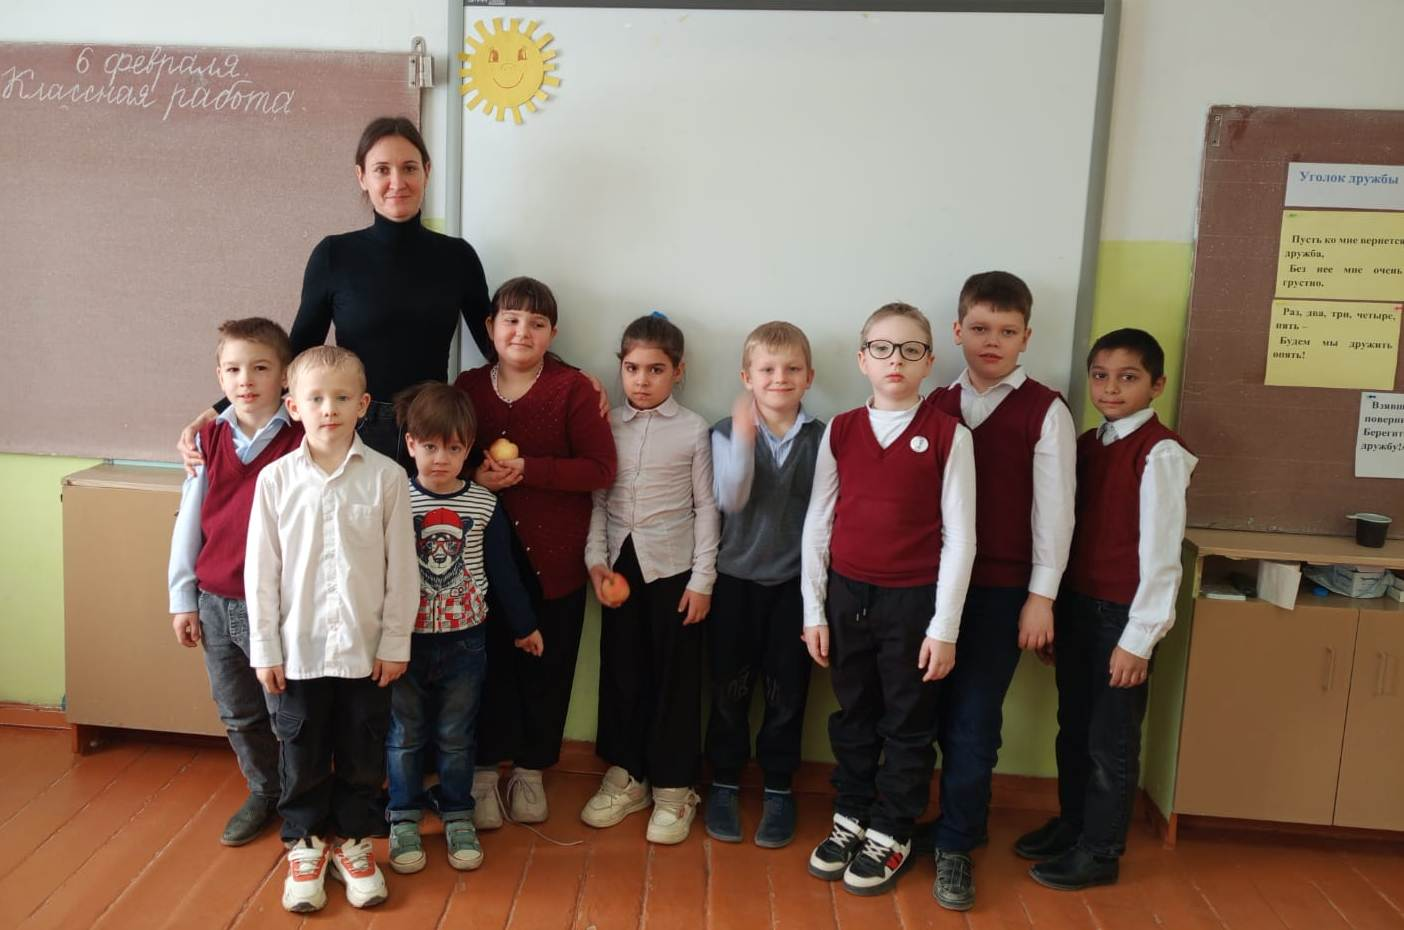 6 февраля.
Классная работа.
Уголок дружбы
Пусть ко мне вернется
дружба,
Без нее мне очень
грустно.
Раз, два, три, четыре,
пять –
Будем мы дружить
опять!
дружбу!